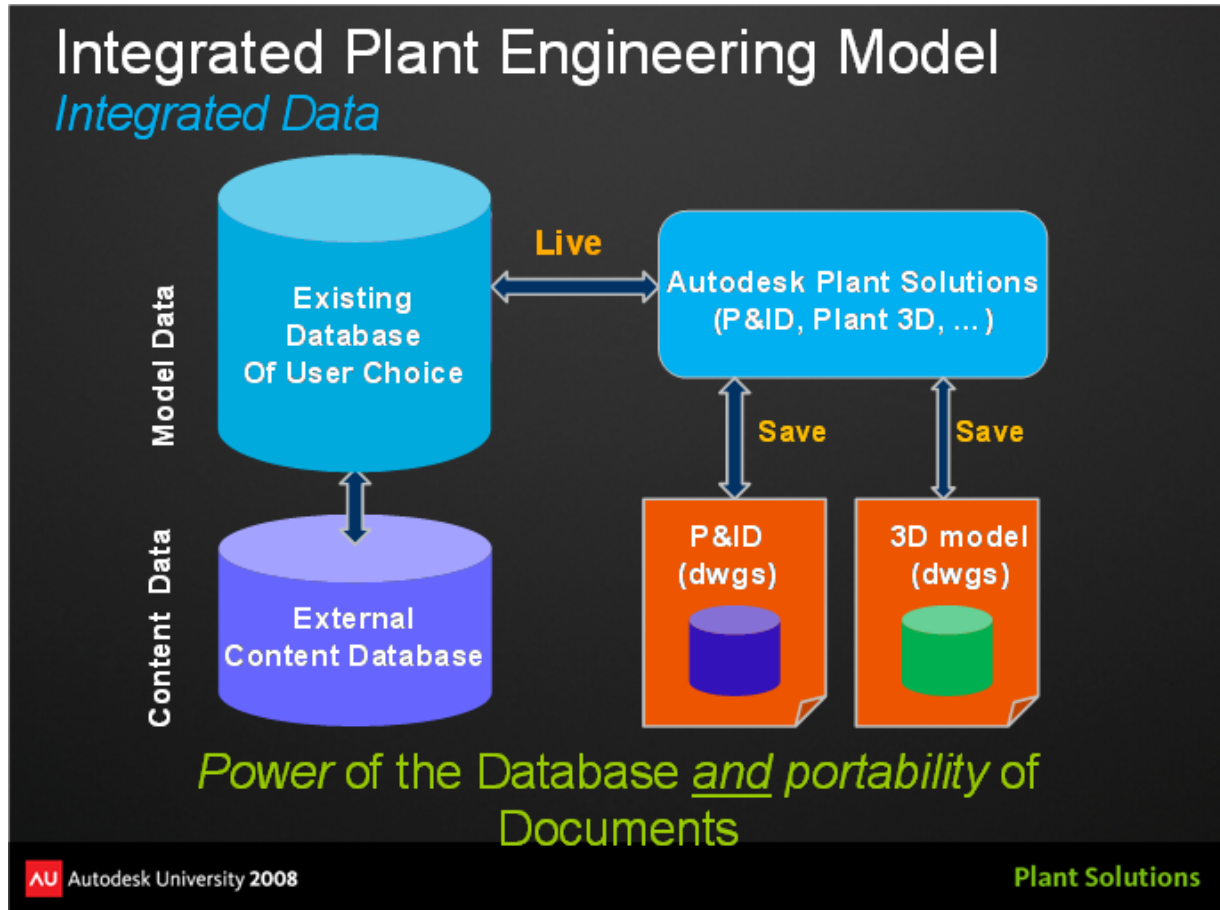 Integrated Plant Engineering Model
Integrated Data
Model Data
Existing
Database
Of User Choice
Live
Autodesk Plant Solutions
(P&ID, Plant 3D, ...)
Save
Save
Content Data
External
Content Database
P&ID
(dwgs)
3D model
(dwgs)
Power of the Database and portability of
Documents
AU Autodesk University 2008
Plant Solutions